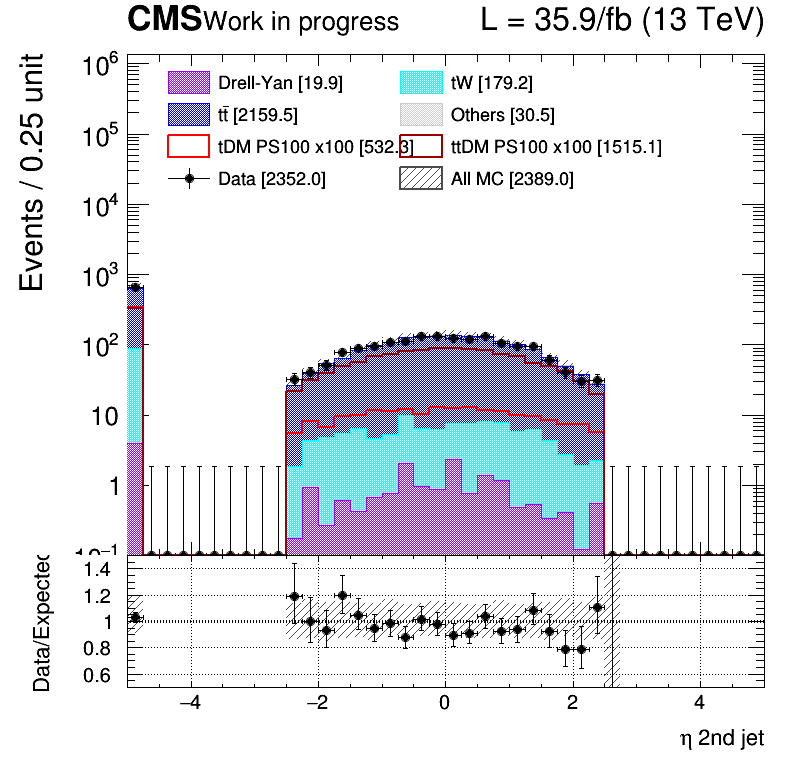 CMS Work in progress L = 35.9/fb (13 TeV)
Events / 0.25 unit
10^6
10^5
10^4
10^3
10^2
10
1
10^−1
Drell-Yan [19.9] tW [179.2]
tt̄ [2159.5] Others [30.5]
tDM PS100 x100 [532.3] ttDM PS100 x100 [1515.1]
Data [2352.0] All MC [2389.0]
Data/Expected
1.4
1.2
1
0.8
0.6
−4 −2 0 2 4
η 2nd jet